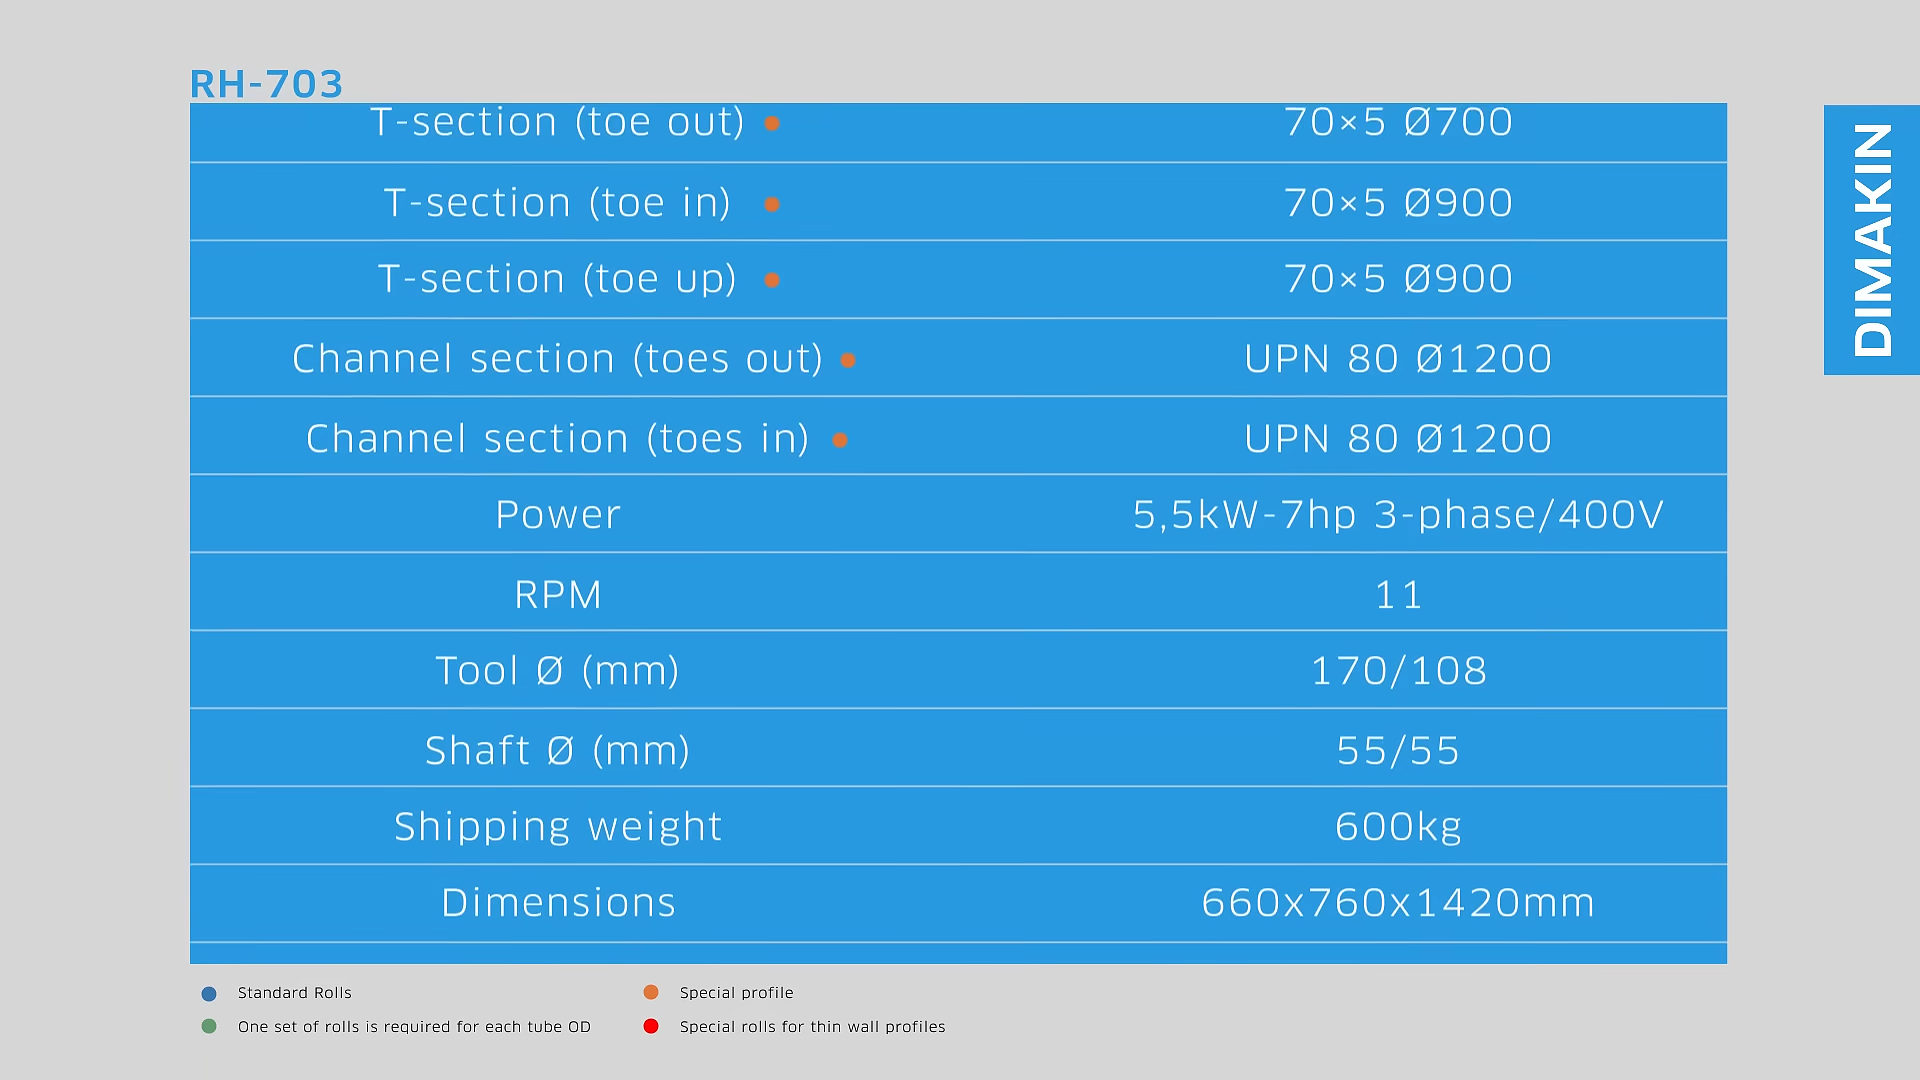 RH-703
T-section (toe out) 70×5 Ø700
T-section (toe in) 70×5 Ø900
T-section (toe up) 70×5 Ø900
Channel section (toes out) UPN 80 Ø1200
Channel section (toes in) UPN 80 Ø1200
Power 5,5kW-7hp 3-phase/400V
RPM 11
Tool Ø (mm) 170/108
Shaft Ø (mm) 55/55
Shipping weight 600kg
Dimensions 660x760x1420mm
DIMAKIN
Standard Rolls
One set of rolls is required for each tube OD
Special profile
Special rolls for thin wall profiles